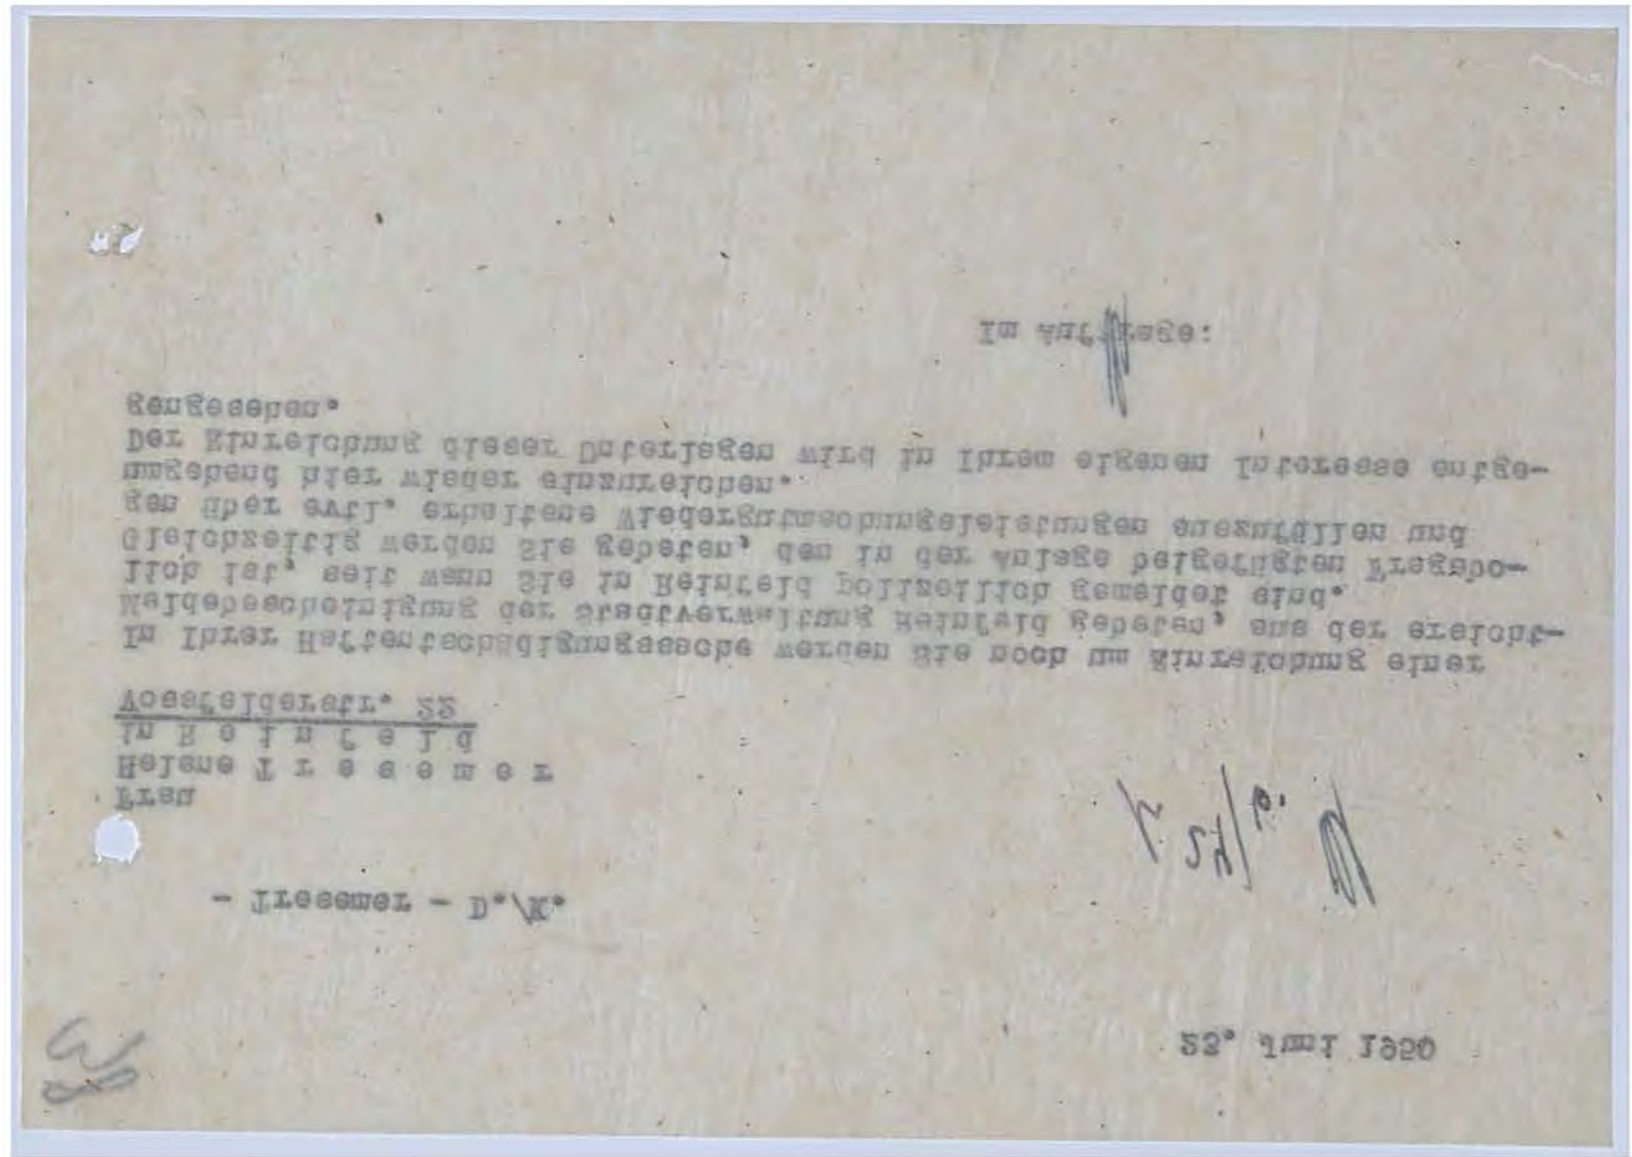 23. Juni 1950
- Tresemer - D./K.
Frau
Helene T r e s e m e r
in R e i n f e l d
Vossfelderstr. 22
In Ihrer Haftentschädigungssache werden Sie noch um Einreichung einer
Meldebescheinigung der Stadtverwaltung Reinfeld gebeten, aus der ersicht-
lich ist, seit wann Sie in Reinfeld polizeilich gemeldet sind.
Gleichzeitig werden Sie gebeten, den in der Anlage beigefügten Fragebo-
gen über evtl. erhaltene Wiedergutmachungsleistungen auszufüllen und
umgehend hier wieder einzureichen.
Der Einreichung dieser Unterlagen wird in Ihrem eigenen Interesse entge-
gengesehen.
Im Auftrage: